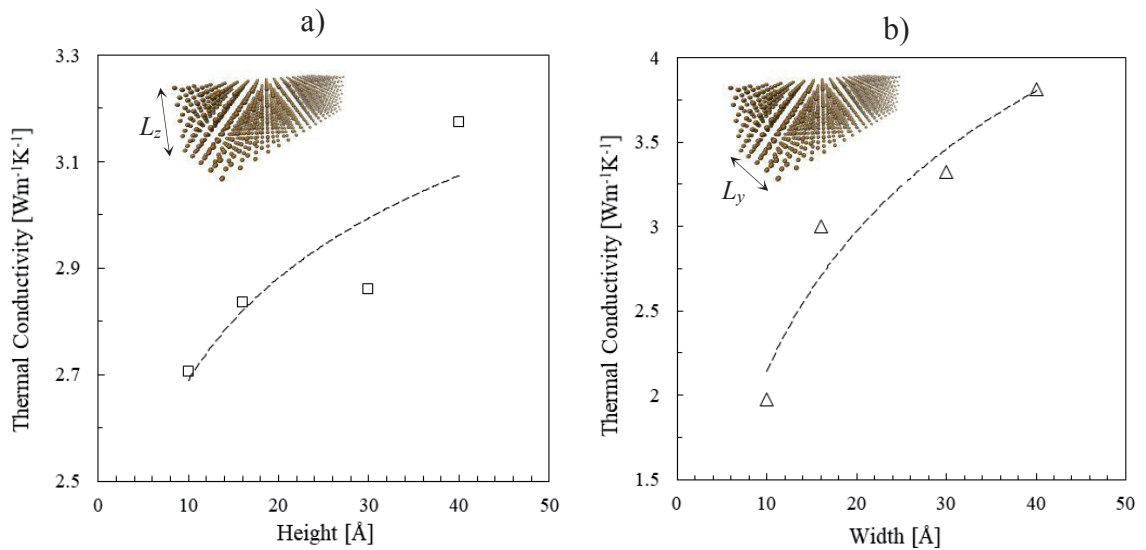 a)
3.3
3.1
2.9
2.7
2.5
Thermal Conductivity [Wm-1K-1]
Lz
0
10
20
30
40
50
Height [Å]
b)
4
3.5
3
2.5
2
1.5
Thermal Conductivity [Wm-1K-1]
Ly
0
10
20
30
40
50
Width [Å]